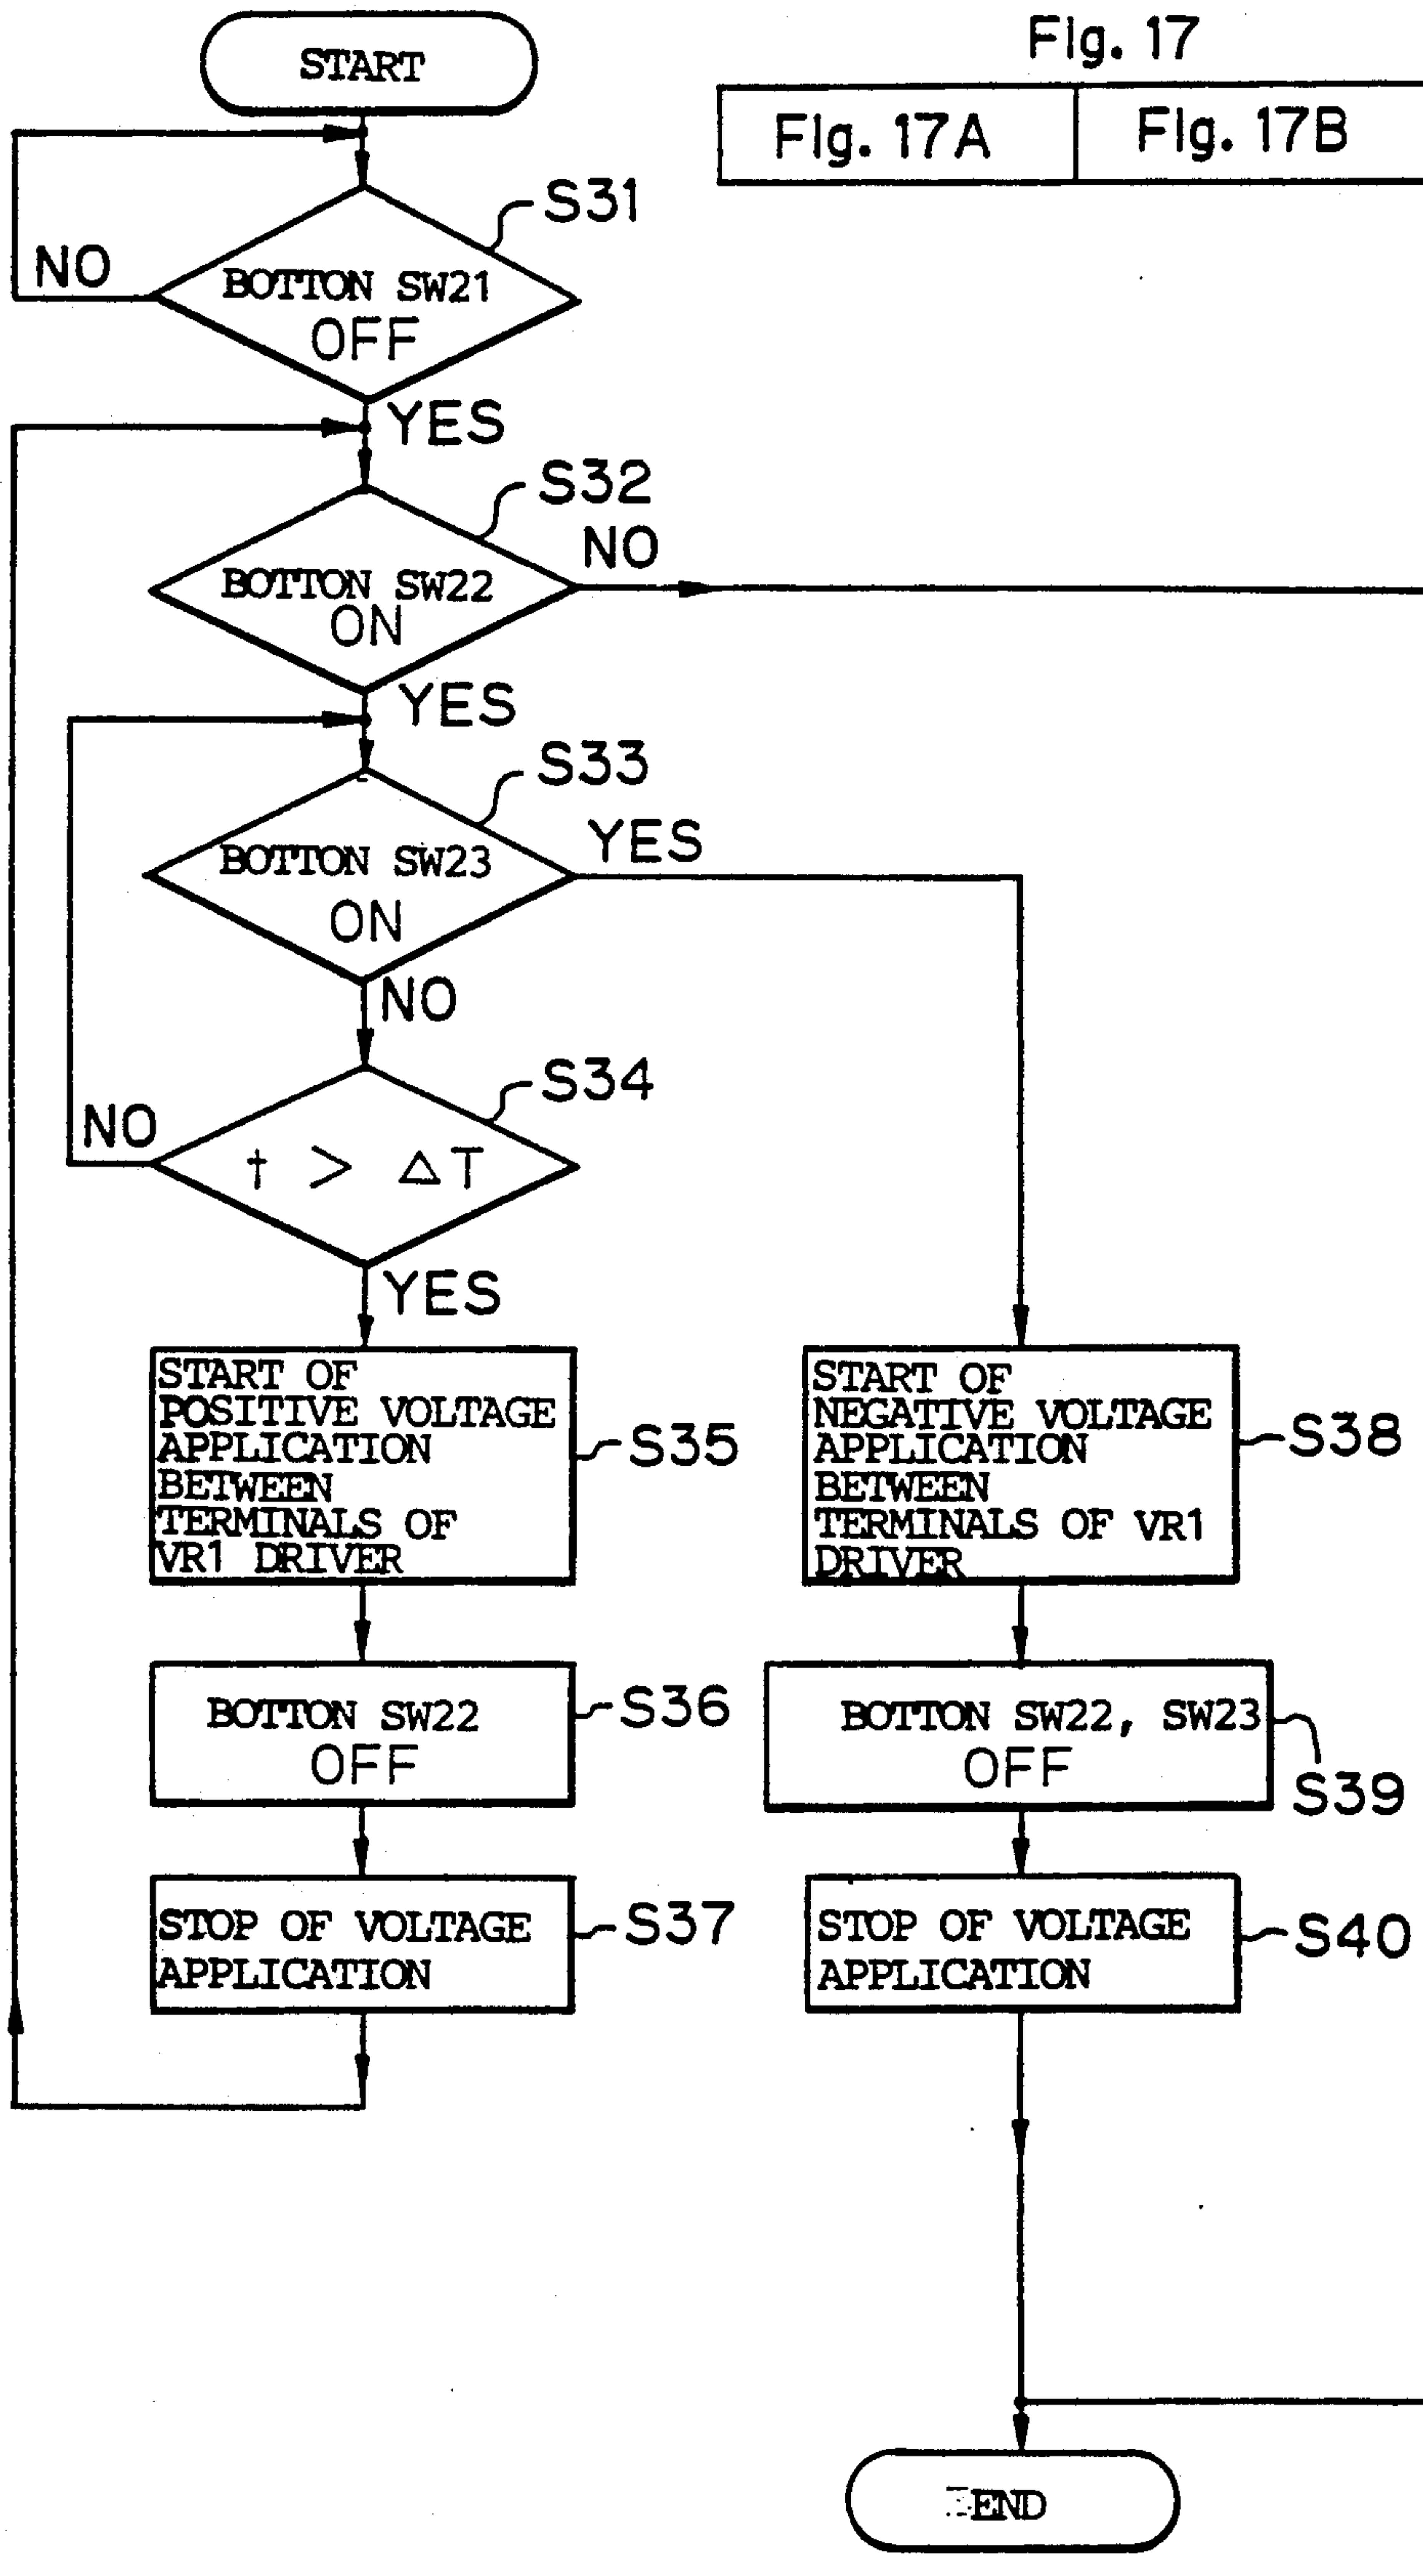 START
Fig. 17
Fig. 17A
Fig. 17B
S31
NO
BOTTON SW21
OFF
YES
S32
NO
BOTTON SW22
ON
YES
S33
YES
BOTTON SW23
ON
NO
S34
NO
t > ΔT
YES
START OF
POSITIVE VOLTAGE
APPLICATION
BETWEEN
TERMINALS OF
VR1 DRIVER
S35
START OF
NEGATIVE VOLTAGE
APPLICATION
BETWEEN
TERMINALS OF VR1
DRIVER
S38
BOTTON SW22
OFF
S36
BOTTON SW22, SW23
OFF
S39
STOP OF VOLTAGE
APPLICATION
S37
STOP OF VOLTAGE
APPLICATION
S40
END